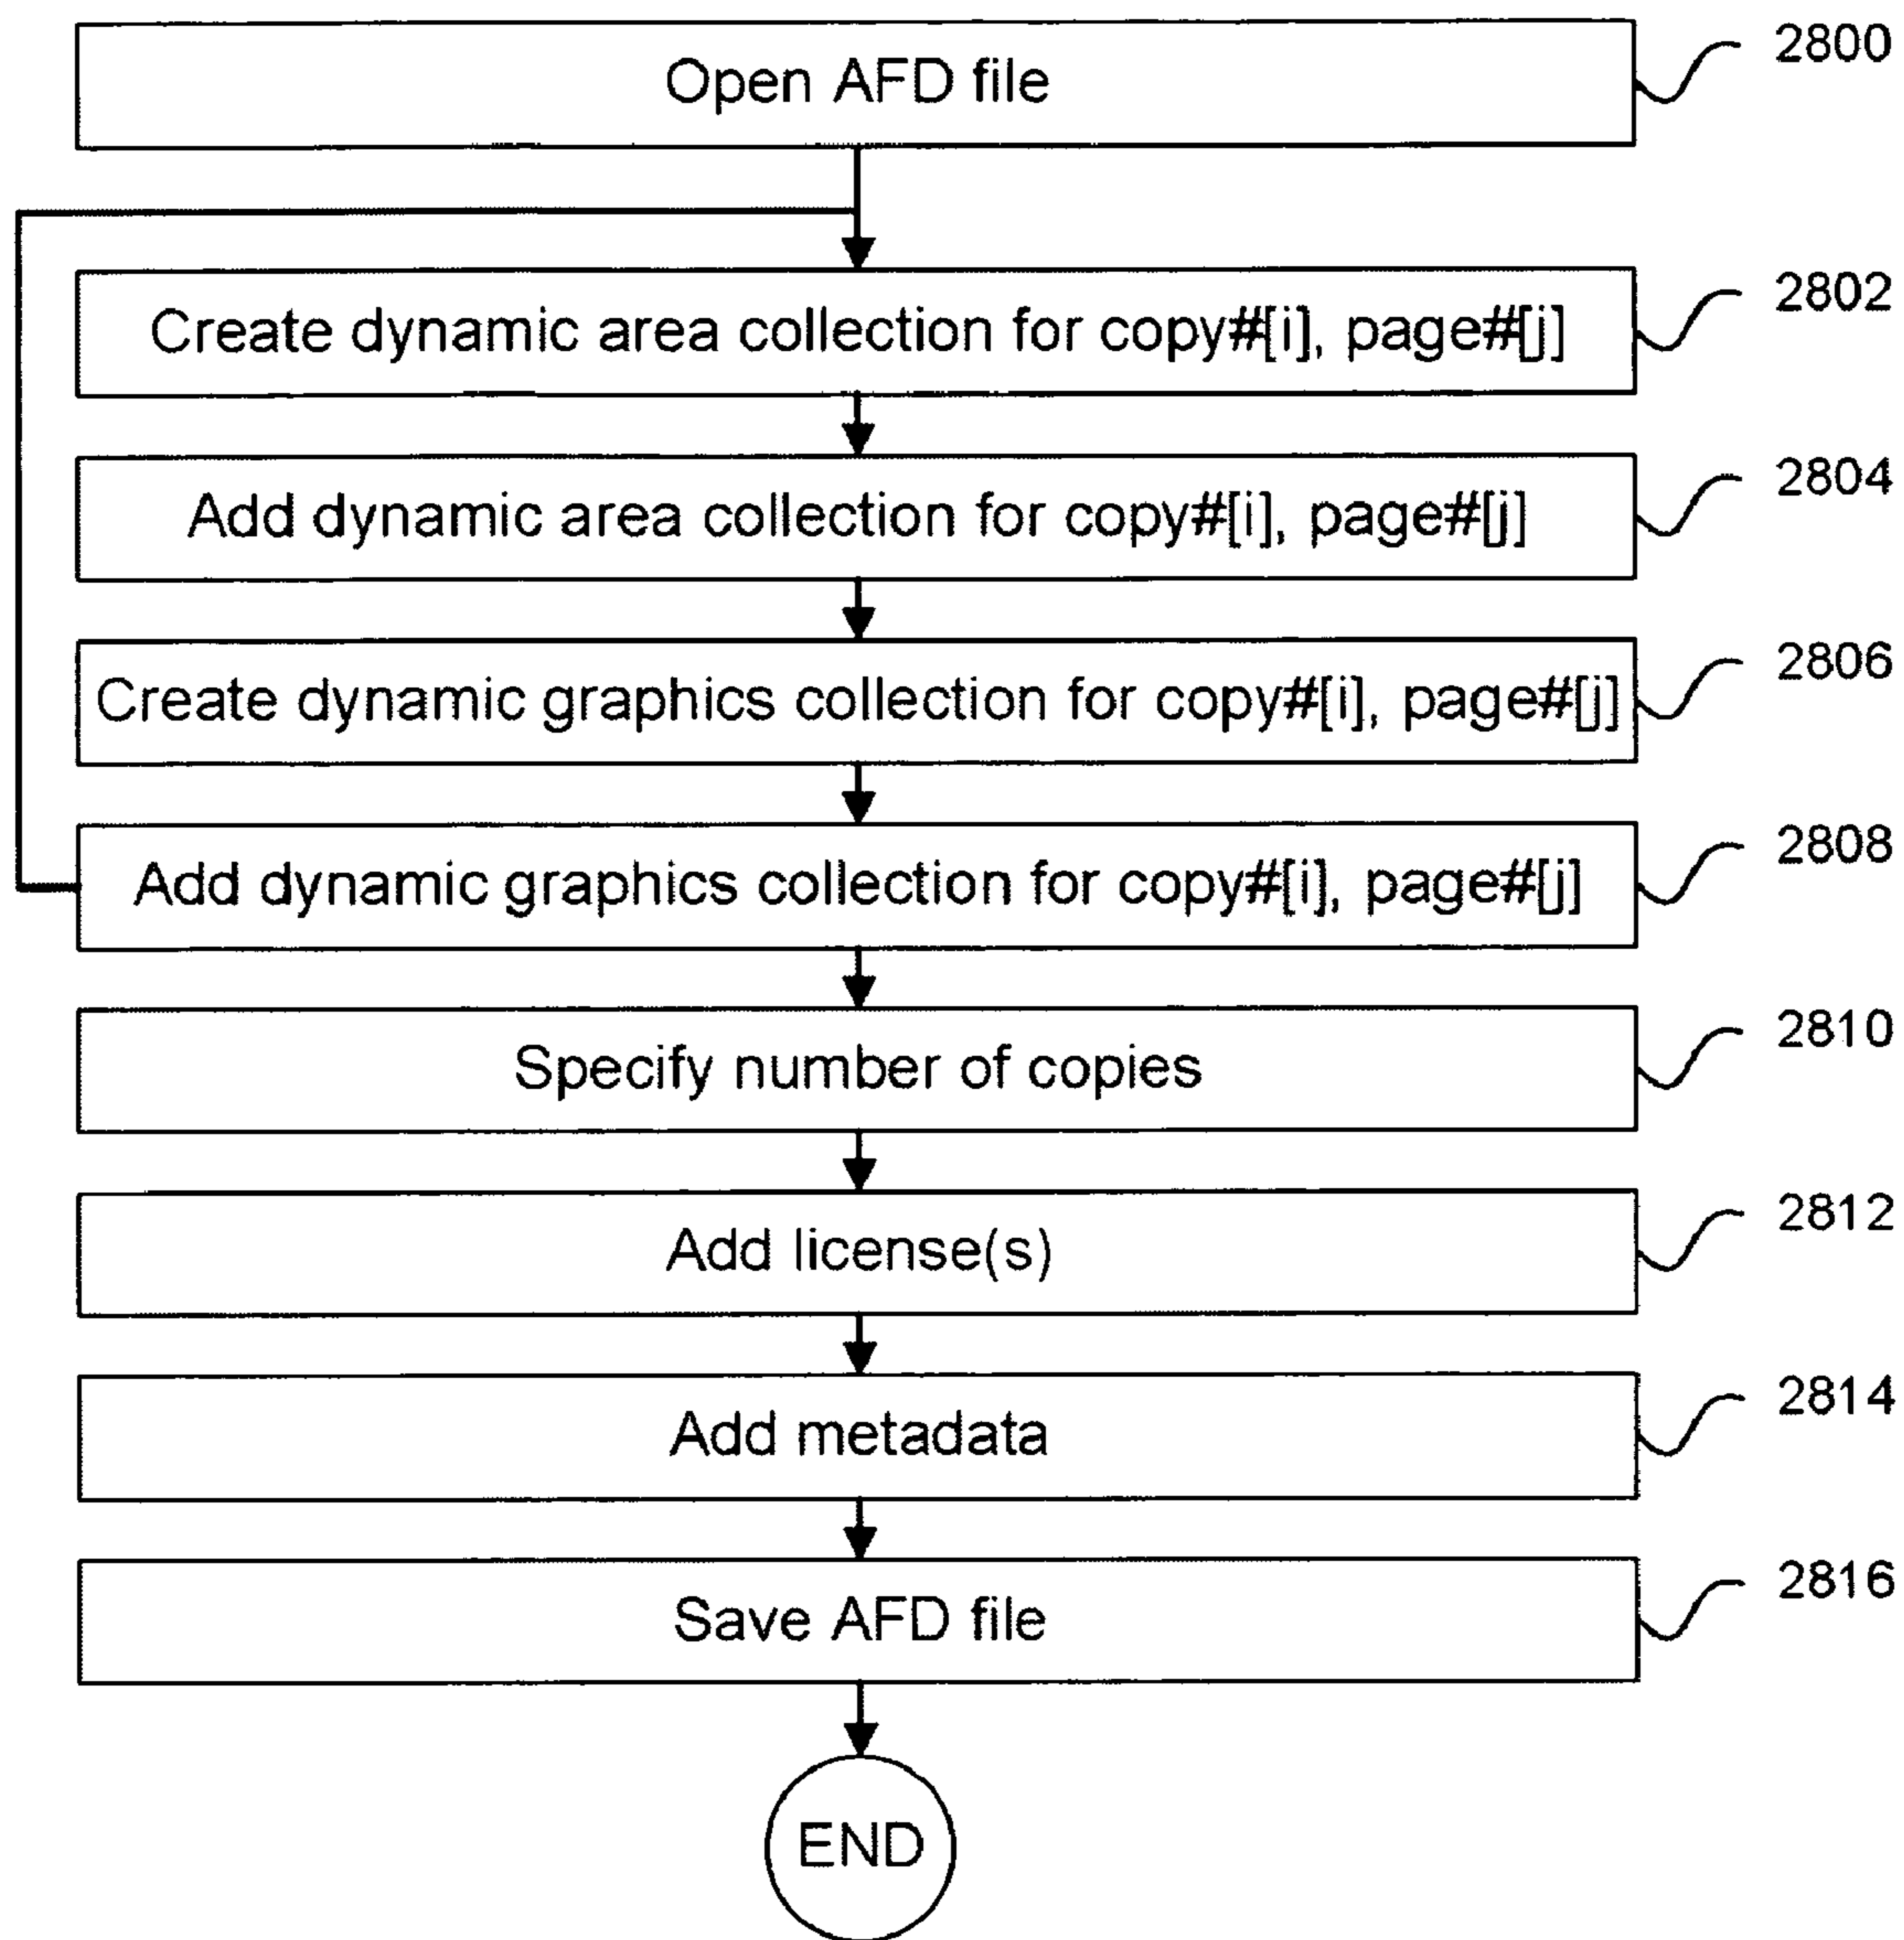 Open AFD file
2800
Create dynamic area collection for copy#[i], page#[j]
2802
Add dynamic area collection for copy#[i], page#[j]
2804
Create dynamic graphics collection for copy#[i], page#[j]
2806
Add dynamic graphics collection for copy#[i], page#[j]
2808
Specify number of copies
2810
Add license(s)
2812
Add metadata
2814
Save AFD file
2816
END